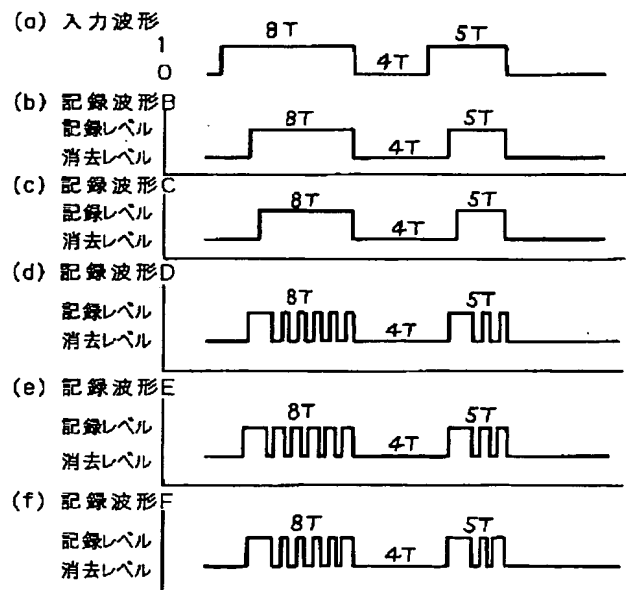 (a) 入力波形
8T
5T
1
4T
0
(b) 記録波形B
記録レベル
8T
5T
消去レベル
4T
(c) 記録波形C
記録レベル
8T
5T
消去レベル
4T
(d) 記録波形D
8T
5T
記録レベル
消去レベル
4T
(e) 記録波形E
8T
5T
記録レベル
消去レベル
4T
(f) 記録波形F
8T
5T
記録レベル
消去レベル
4T